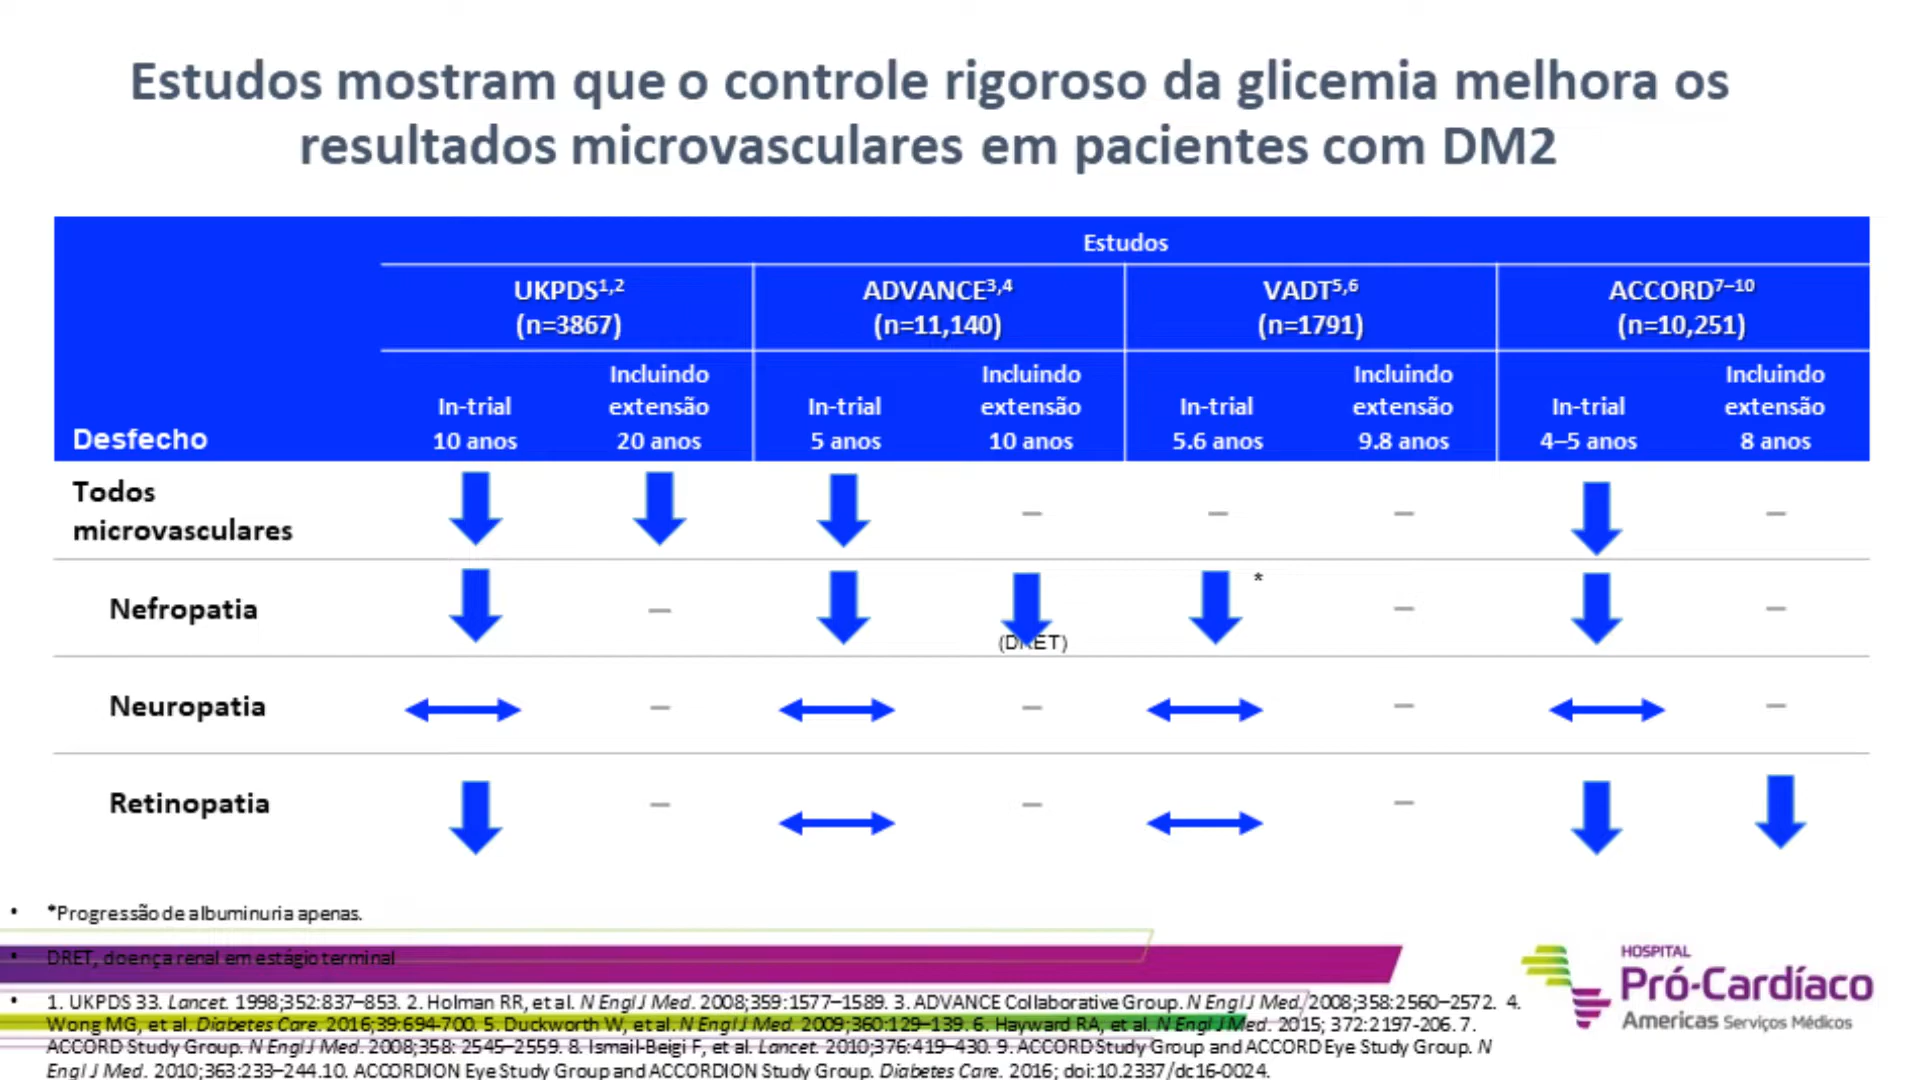 Estudos mostram que o controle rigoroso da glicemia melhora os
resultados microvasculares em pacientes com DM2
Estudos
UKPDS1,2 ADVANCE3,4 VADT5,6 ACCORD7–10
(n=3867) (n=11,140) (n=1791) (n=10,251)
Incluindo Incluindo Incluindo Incluindo
In-trial extensão In-trial extensão In-trial extensão In-trial extensão
Desfecho 10 anos 20 anos 5 anos 10 anos 5.6 anos 9.8 anos 4–5 anos 8 anos
Todos
microvasculares – – – –
Nefropatia – * – –
(DRET)
Neuropatia – – – –
Retinopatia – – –
• *Progressão de albuminuria apenas.
• DRET, doença renal em estágio terminal
• 1. UKPDS 33. Lancet. 1998;352:837–853. 2. Holman RR, et al. N Engl J Med. 2008;359:1577–1589. 3. ADVANCE Collaborative Group. N Engl J Med. 2008;358:2560–2572. 4.
Wong MG, et al. Diabetes Care. 2016;39:694-700. 5. Duckworth W, et al. N Engl J Med. 2009;360:129–139. 6. Hayward RA, et al. N Engl J Med. 2015; 372:2197-206. 7.
ACCORD Study Group. N Engl J Med. 2008;358: 2545–2559. 8. Ismail-Beigi F, et al. Lancet. 2010;376:419–430. 9. ACCORD Study Group and ACCORD Eye Study Group. N
Engl J Med. 2010;363:233–244.10. ACCORDION Eye Study Group and ACCORDION Study Group. Diabetes Care. 2016; doi:10.2337/dc16-0024.
HOSPITAL
Pró-Cardíaco
Americas Serviços Médicos